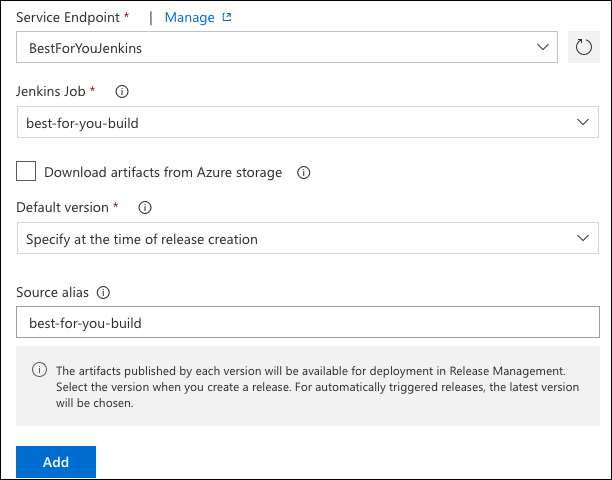 Service Endpoint * | Manage
BestForYouJenkins
Jenkins Job *
best-for-you-build
Download artifacts from Azure storage
Default version *
Specify at the time of release creation
Source alias
best-for-you-build
The artifacts published by each version will be available for deployment in Release Management.
Select the version when you create a release. For automatically triggered releases, the latest version
will be chosen.
Add